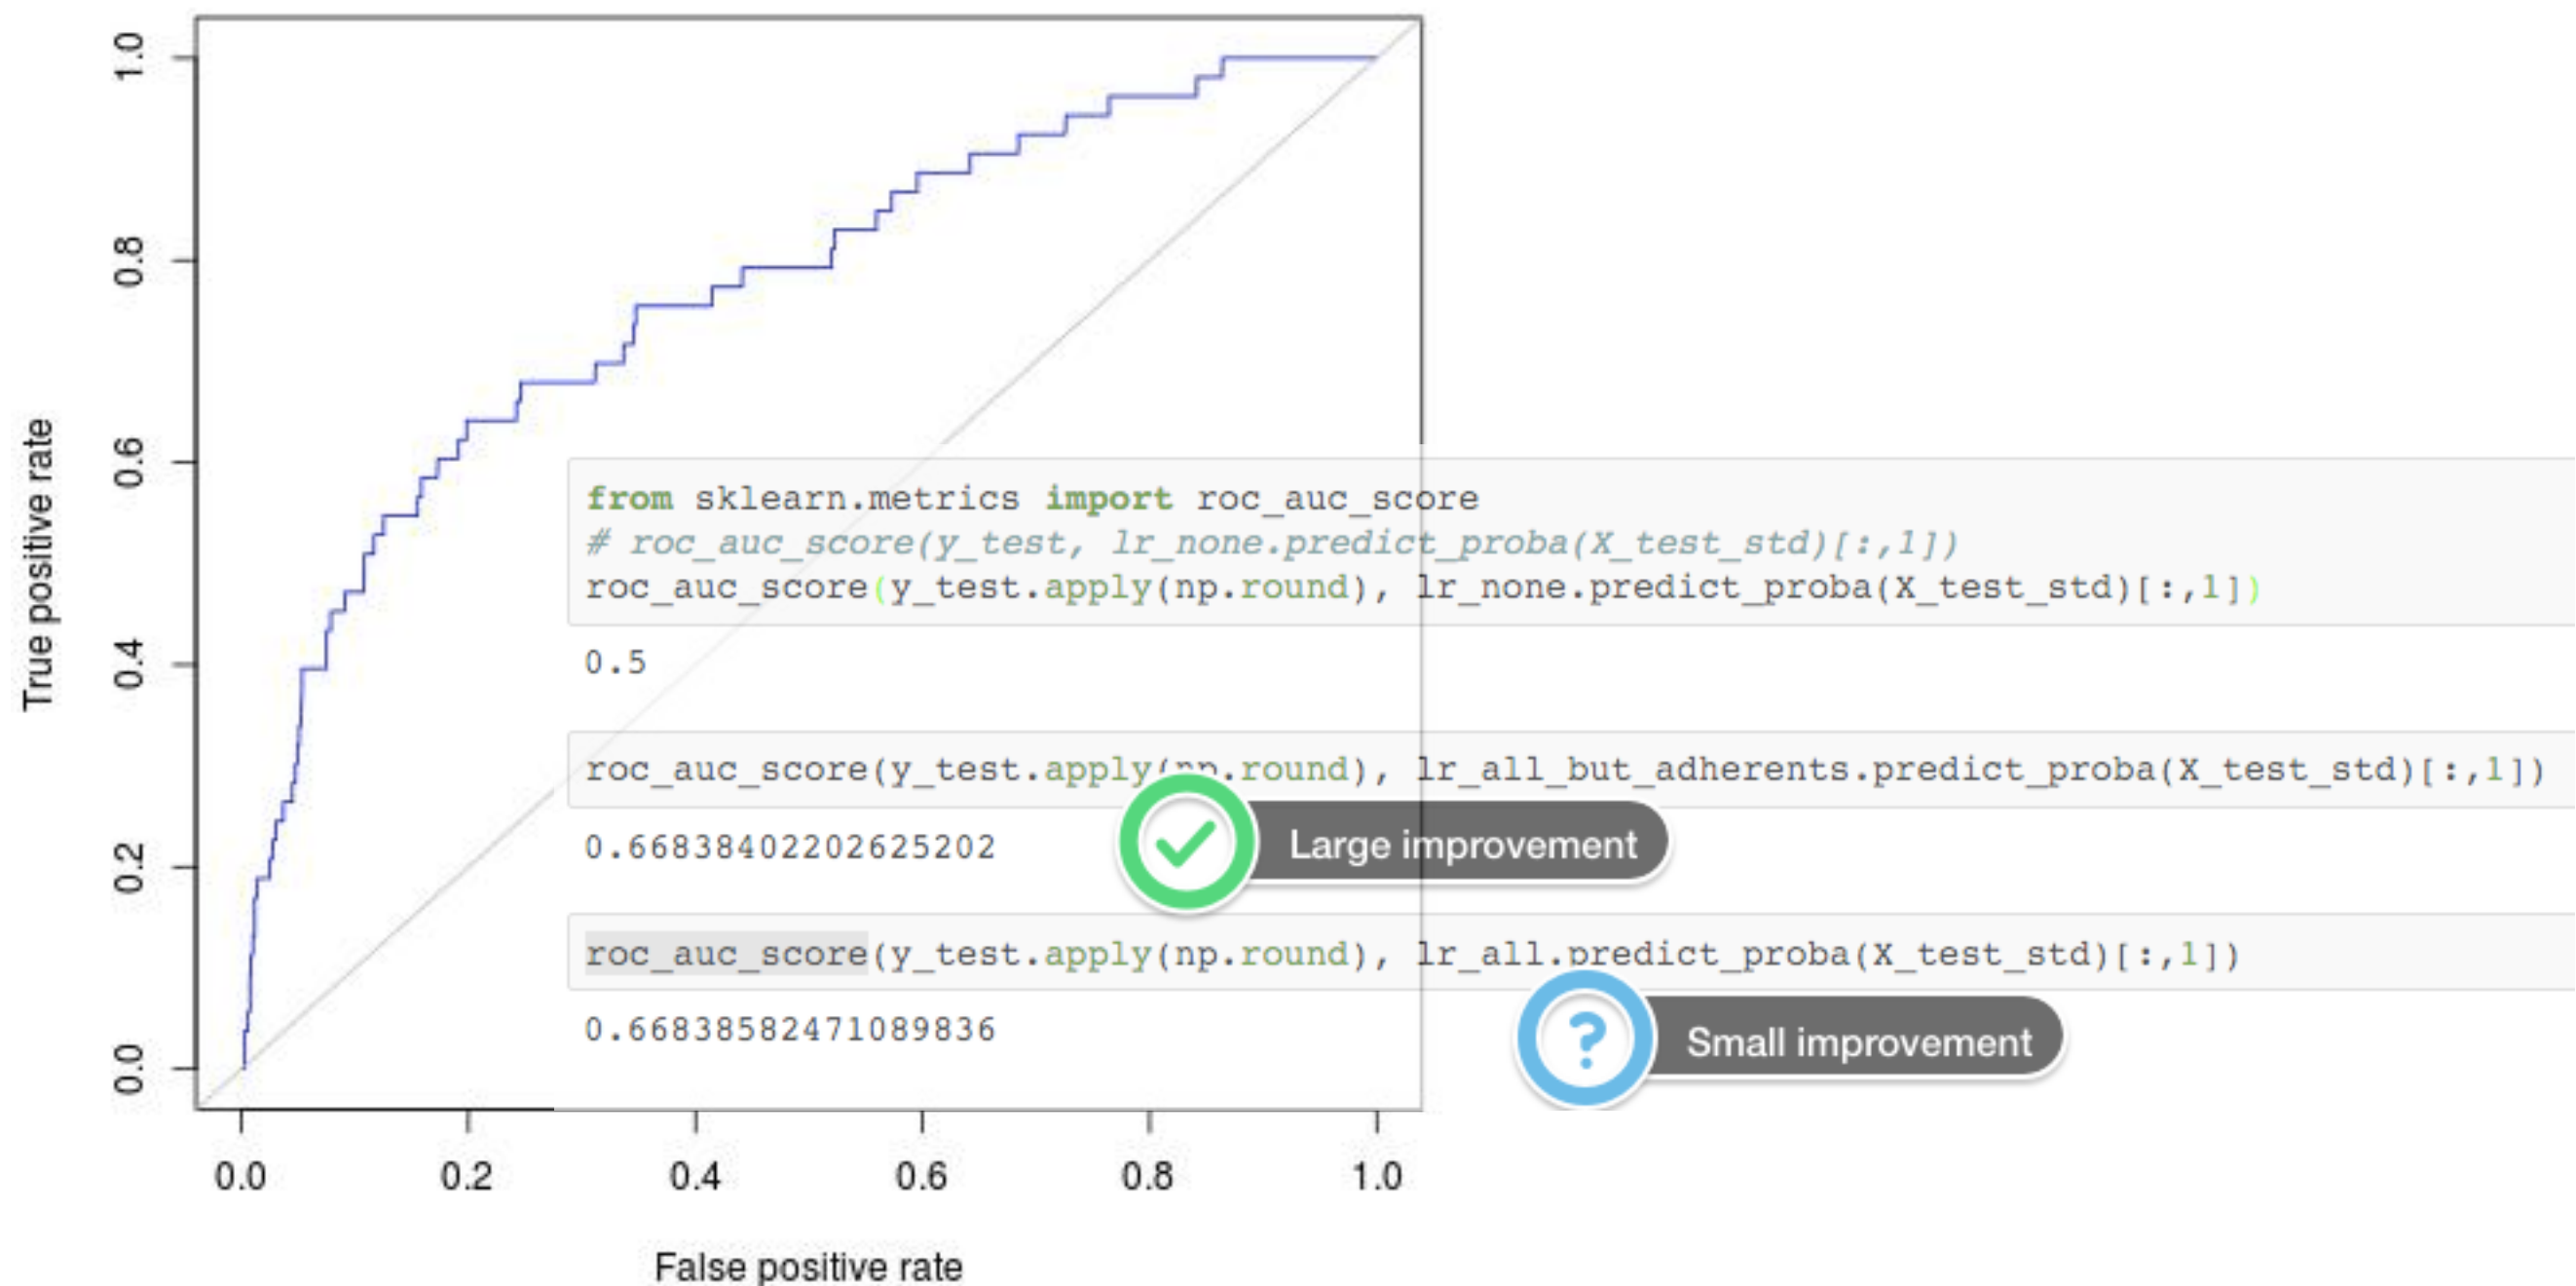 1.0
0.8
0.6
0.4
0.2
0.0
True positive rate
from sklearn.metrics import roc_auc_score
# roc_auc_score(y_test, lr_none.predict_proba(X_test_std)[:,1])
roc_auc_score(y_test.apply(np.round), lr_none.predict_proba(X_test_std)[:,1])
0.5
roc_auc_score(y_test.apply(np.round), lr_all_but_adherents.predict_proba(X_test_std)[:,1])
0.66838402202625202
Large improvement
roc_auc_score(y_test.apply(np.round), lr_all.predict_proba(X_test_std)[:,1])
0.66838582471089836
?
Small improvement
0.0 0.2 0.4 0.6 0.8 1.0
False positive rate